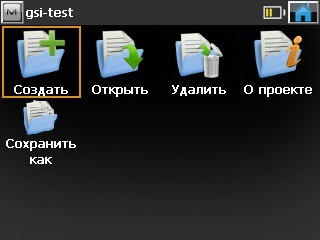 M gsi-test
Создать Открыть Удалить О проекте
Сохранить
как